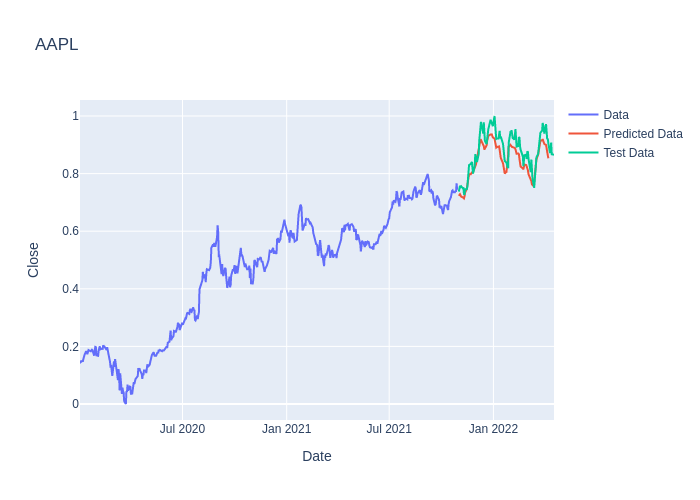 AAPL
Close
1
0.8
0.6
0.4
0.2
0
Jul 2020
Jan 2021
Jul 2021
Jan 2022
Date
Data
Predicted Data
Test Data